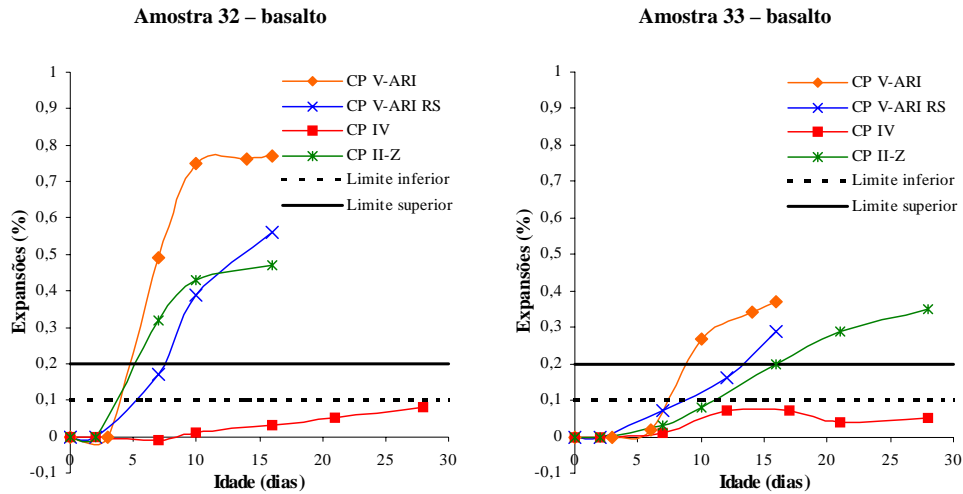 Amostra 32 – basalto
Expansões (%)
1
0,9
0,8
0,7
0,6
0,5
0,4
0,3
0,2
0,1
0
-0,1
0 5 10 15 20 25 30
Idade (dias)
CP V-ARI
CP V-ARI RS
CP IV
CP II-Z
Limite inferior
Limite superior
Amostra 33 – basalto
Expansões (%)
1
0,9
0,8
0,7
0,6
0,5
0,4
0,3
0,2
0,1
0
-0,1
0 5 10 15 20 25 30
Idade (dias)
CP V-ARI
CP V-ARI RS
CP IV
CP II-Z
Limite inferior
Limite superior